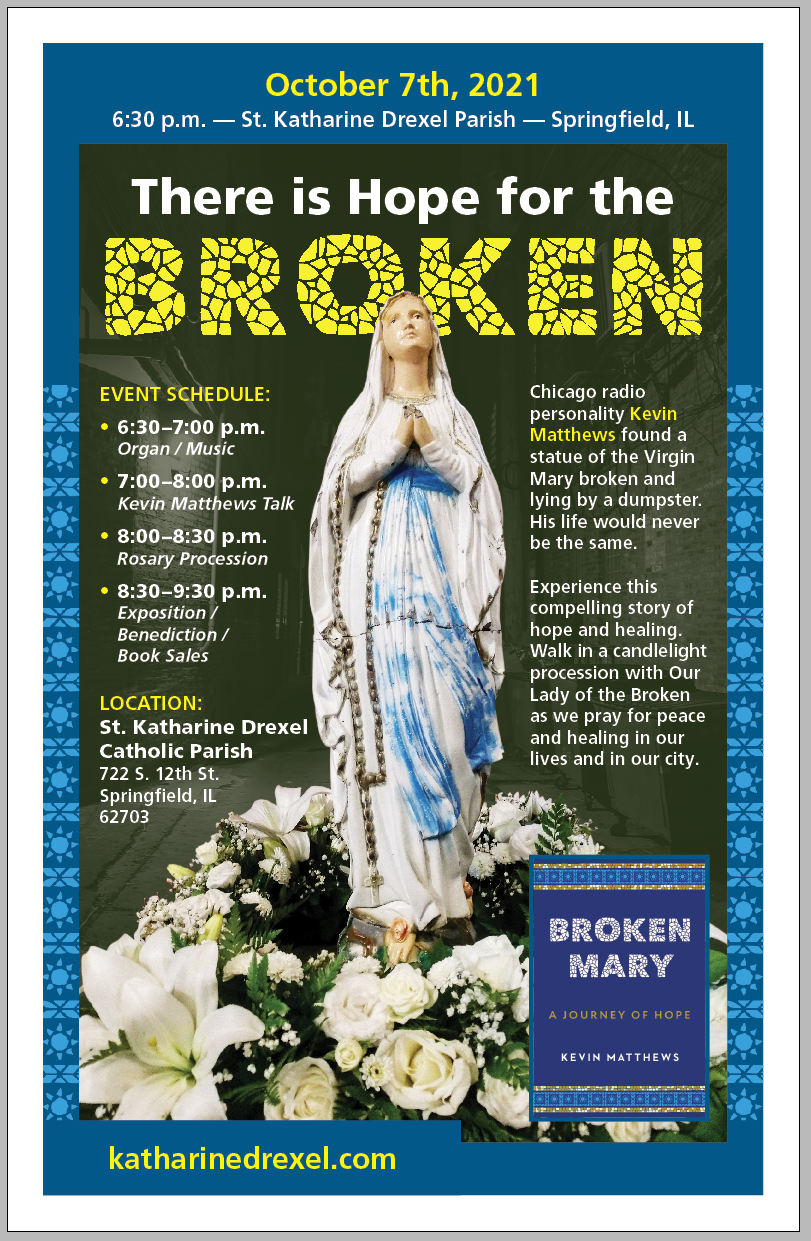 October 7th, 2021
6:30 p.m. — St. Katharine Drexel Parish — Springfield, IL
There is Hope for the
BROKEN
EVENT SCHEDULE:
• 6:30–7:00 p.m.
Organ / Music
• 7:00–8:00 p.m.
Kevin Matthews Talk
• 8:00–8:30 p.m.
Rosary Procession
• 8:30–9:30 p.m.
Exposition /
Benediction /
Book Sales
LOCATION:
St. Katharine Drexel
Catholic Parish
722 S. 12th St.
Springfield, IL
62703
Chicago radio
personality Kevin
Matthews found a
statue of the Virgin
Mary broken and
lying by a dumpster.
His life would never
be the same.
Experience this
compelling story of
hope and healing.
Walk in a candlelight
procession with Our
Lady of the Broken
as we pray for peace
and healing in our
lives and in our city.
BROKEN
MARY
A JOURNEY OF HOPE
KEVIN MATTHEWS
katharinedrexel.com